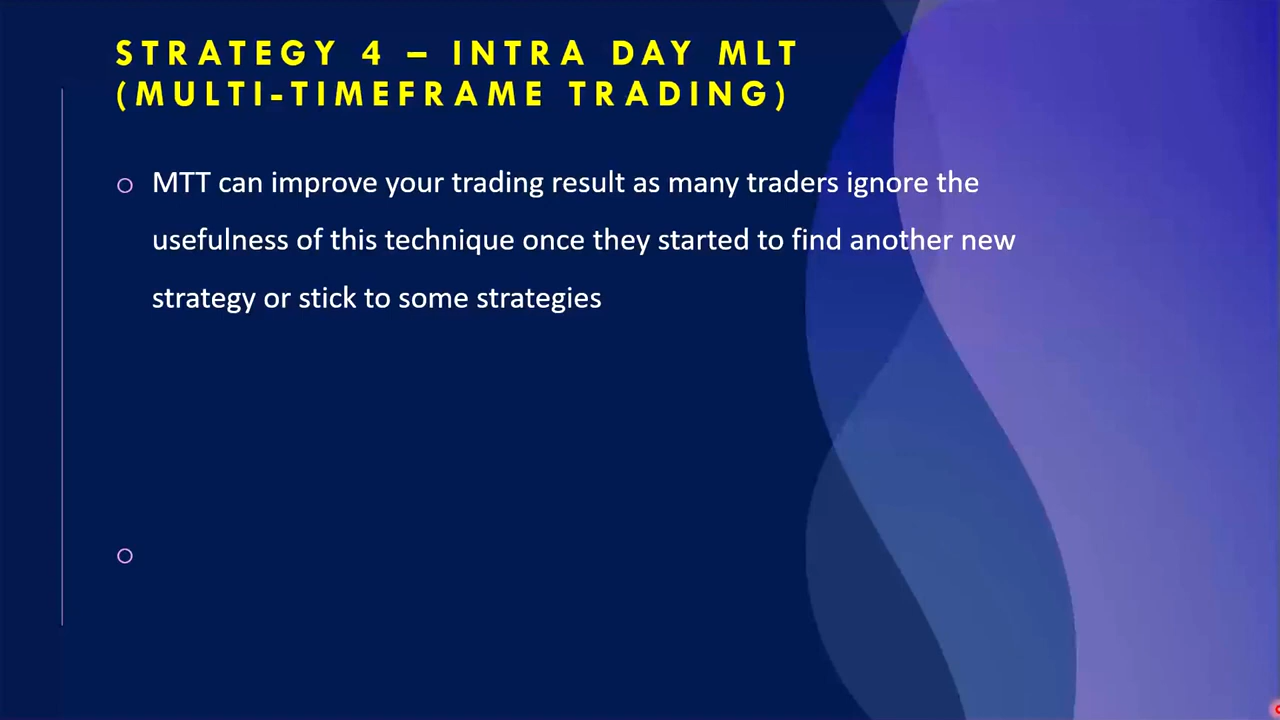 STRATEGY 4 – INTRA DAY MLT
(MULTI-TIMEFRAME TRADING)
MTT can improve your trading result as many traders ignore the
usefulness of this technique once they started to find another new
strategy or stick to some strategies